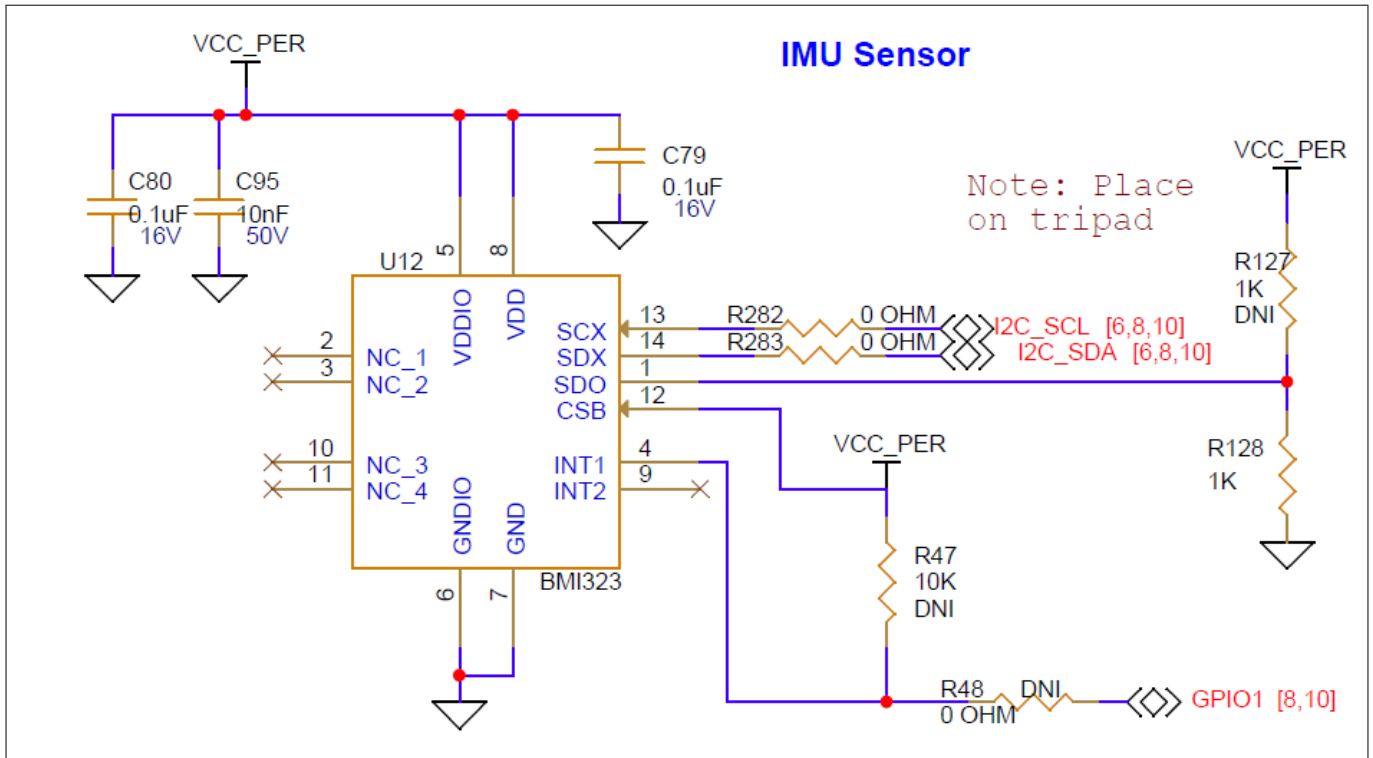 VCC_PER
IMU Sensor
C80
0.1uF
16V
C95
10nF
50V
C79
0.1uF
16V
Note: Place
on tripad
VCC_PER
R127
1K
DNI
R128
1K
U12
5
8
VDDIO
VDD
2
NC_1
3
NC_2
10
NC_3
11
NC_4
SCX
13
R282
0 OHM
I2C_SCL [6,8,10]
SDX
14
R283
0 OHM
I2C_SDA [6,8,10]
SDO
1
CSB
12
INT1
4
INT2
9
GNDIO
GND
6
7
BMI323
VCC_PER
R47
10K
DNI
R48
DNI
0 OHM
GPIO1 [8,10]